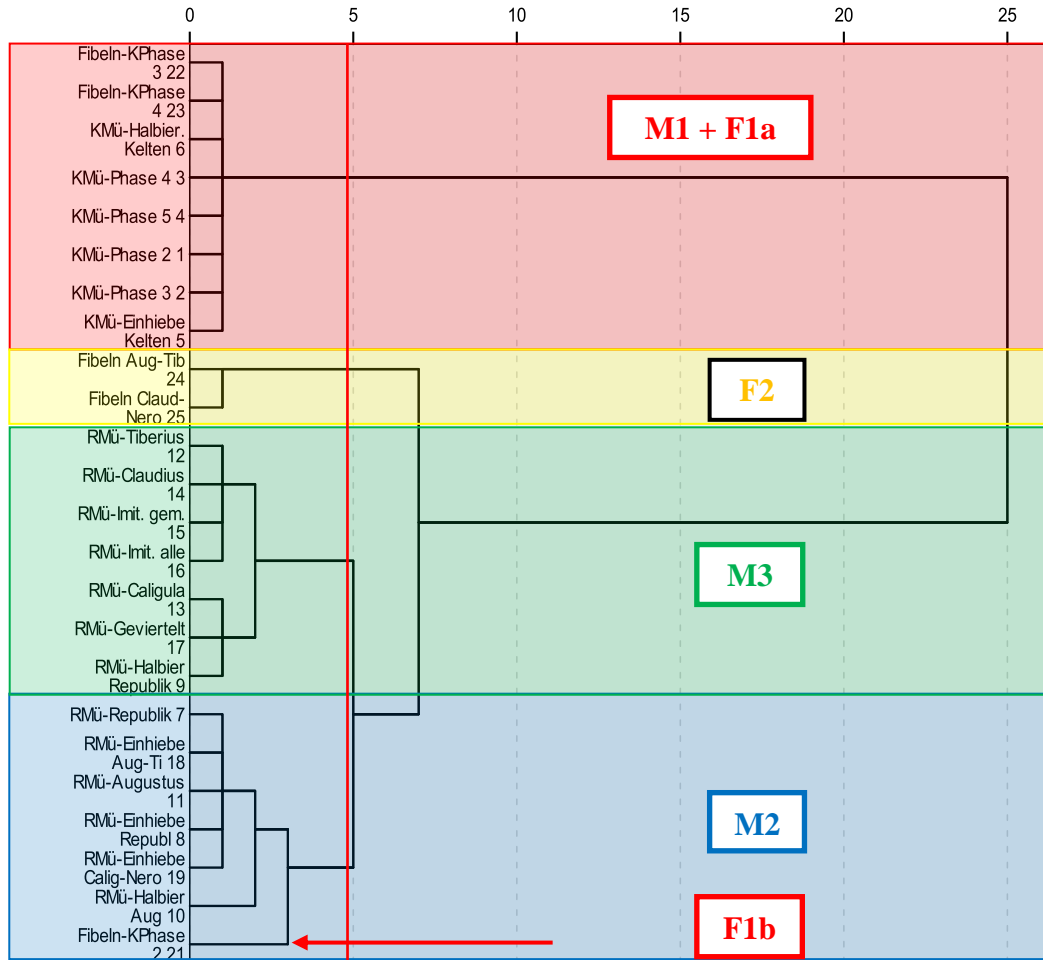 0 5 10 15 20 25
Fibeln-KPhase
3 22
Fibeln-KPhase
4 23
KMü-Halbier.
Kelten 6
M1 + F1a
KMü-Phase 4 3
KMü-Phase 5 4
KMü-Phase 2 1
KMü-Phase 3 2
KMü-Einhiebe
Kelten 5
Fibeln Aug-Tib
24
Fibeln Claud-
Nero 25
F2
RMü-Tiberius
12
RMü-Claudius
14
RMü-Imit. gem.
15
RMü-Imit. alle
16
RMü-Caligula
13
RMü-Geviertelt
17
RMü-Halbier
Republik 9
M3
RMü-Republik 7
RMü-Einhiebe
Aug-Ti 18
RMü-Augustus
11
RMü-Einhiebe
Republ 8
RMü-Einhiebe
Calig-Nero 19
RMü-Halbier
Aug 10
Fibeln-KPhase
2 21
M2
F1b